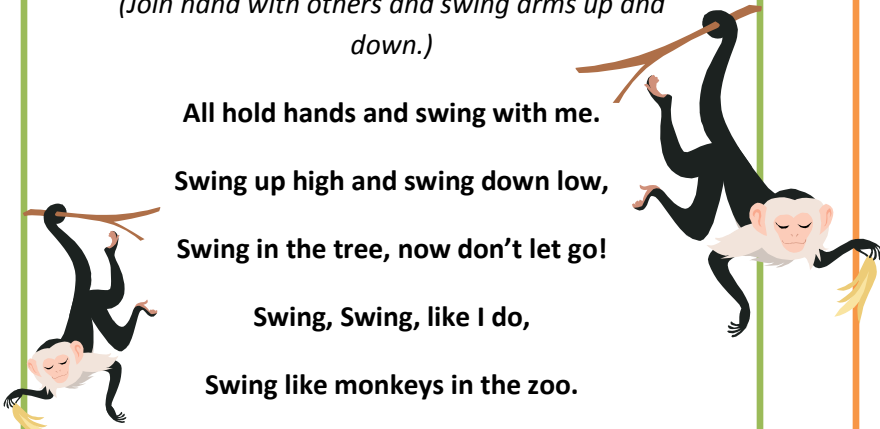 (Join hand with others and swing arms up and
down.)
All hold hands and swing with me.
Swing up high and swing down low,
Swing in the tree, now don’t let go!
Swing, Swing, like I do,
Swing like monkeys in the zoo.